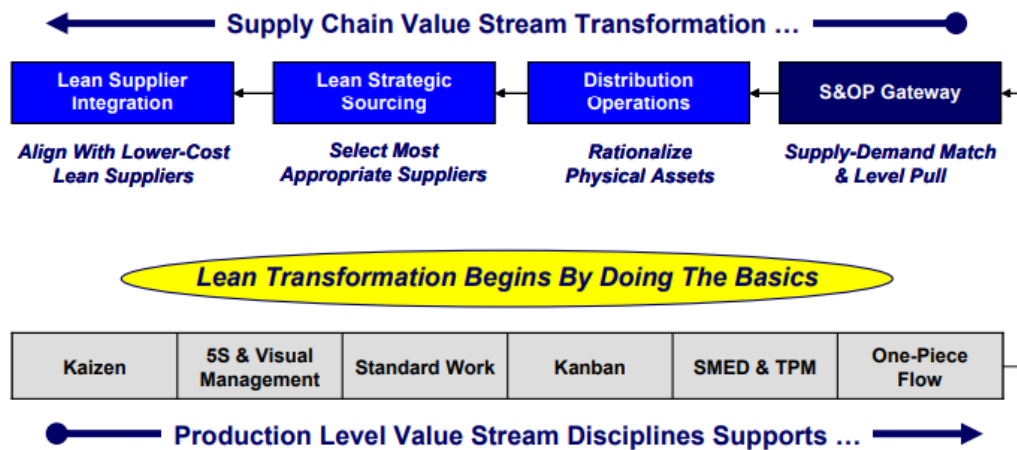 Supply Chain Value Stream Transformation ...
Lean Supplier
Integration
Lean Strategic
Sourcing
Distribution
Operations
S&OP Gateway
Align With Lower-Cost
Lean Suppliers
Select Most
Appropriate Suppliers
Rationalize
Physical Assets
Supply-Demand Match
& Level Pull
Lean Transformation Begins By Doing The Basics
Kaizen
5S & Visual
Management
Standard Work
Kanban
SMED & TPM
One-Piece
Flow
Production Level Value Stream Disciplines Supports ...